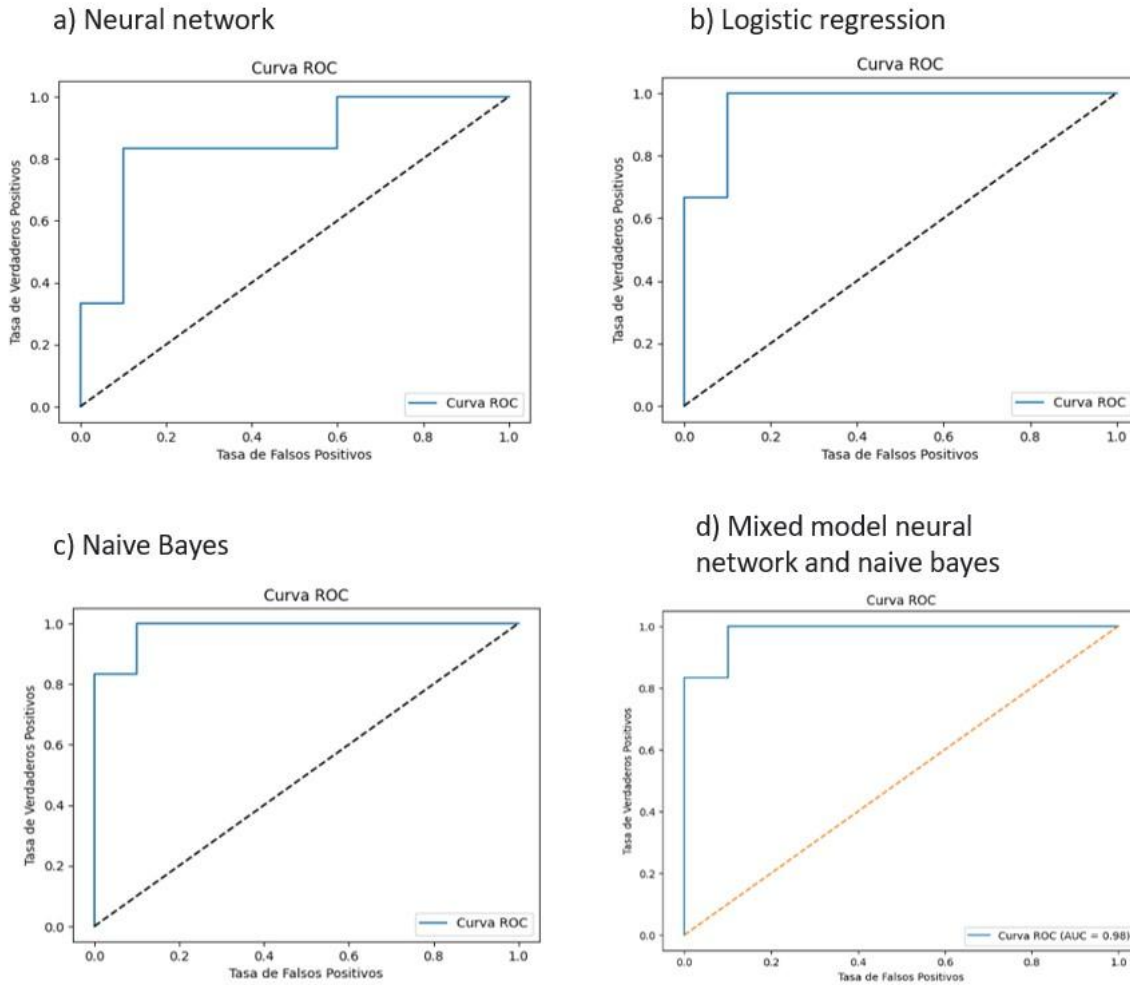 a) Neural network
Curva ROC
Tasa de Verdaderos Positivos
1.0
0.8
0.6
0.4
0.2
0.0
0.0 0.2 0.4 0.6 0.8 1.0
Tasa de Falsos Positivos
Curva ROC
b) Logistic regression
Curva ROC
Tasa de Verdaderos Positivos
1.0
0.8
0.6
0.4
0.2
0.0
0.0 0.2 0.4 0.6 0.8 1.0
Tasa de Falsos Positivos
Curva ROC
c) Naive Bayes
Curva ROC
Tasa de Verdaderos Positivos
1.0
0.8
0.6
0.4
0.2
0.0
0.0 0.2 0.4 0.6 0.8 1.0
Tasa de Falsos Positivos
Curva ROC
d) Mixed model neural
network and naive bayes
Curva ROC
Tasa de Verdaderos Positivos
1.0
0.8
0.6
0.4
0.2
0.0
0.0 0.2 0.4 0.6 0.8 1.0
Tasa de Falsos Positivos
Curva ROC (AUC = 0.98)